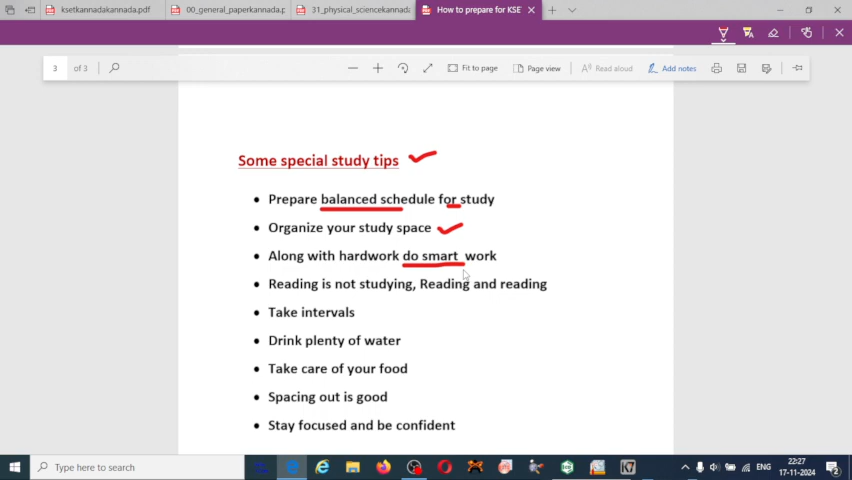 ksetkannadakannada.pdf
00_general_paperkannada.p
31_physical_sciencekannada
How to prepare for KSE
3 of 3
Fit to page
Page view
Read aloud
Add notes
Some special study tips
• Prepare balanced schedule for study
• Organize your study space
• Along with hardwork do smart work
• Reading is not studying, Reading and reading
• Take intervals
• Drink plenty of water
• Take care of your food
• Spacing out is good
• Stay focused and be confident
Type here to search
ENG
22:27
17-11-2024
2